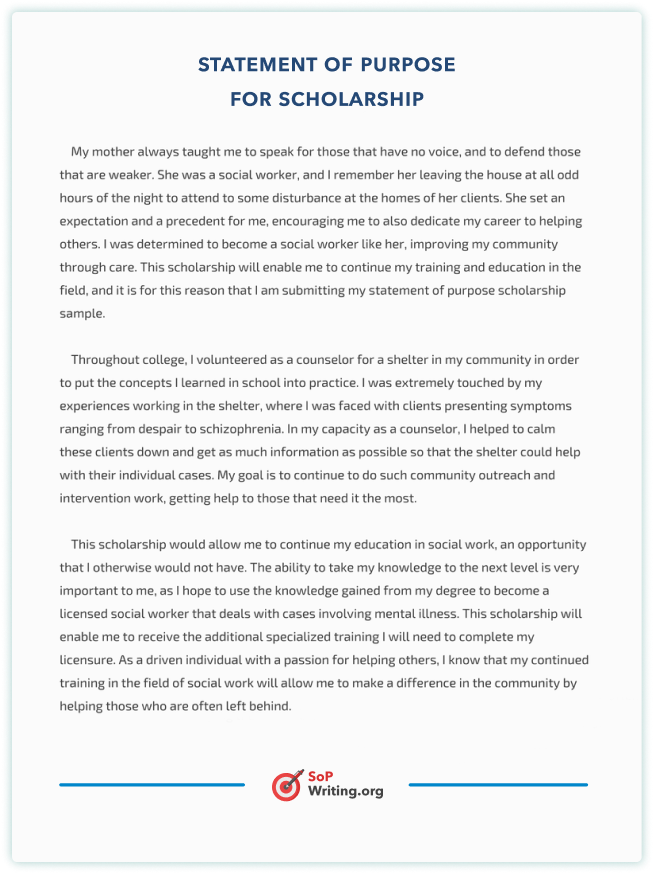 STATEMENT OF PURPOSE
FOR SCHOLARSHIP
My mother always taught me to speak for those that have no voice, and to defend those
that are weaker. She was a social worker, and I remember her leaving the house at all odd
hours of the night to attend to some disturbance at the homes of her clients. She set an
expectation and a precedent for me, encouraging me to also dedicate my career to helping
others. I was determined to become a social worker like her, improving my community
through care. This scholarship will enable me to continue my training and education in the
field, and it is for this reason that I am submitting my statement of purpose scholarship
sample.
Throughout college, I volunteered as a counselor for a shelter in my community in order
to put the concepts I learned in school into practice. I was extremely touched by my
experiences working in the shelter, where I was faced with clients presenting symptoms
ranging from despair to schizophrenia. In my capacity as a counselor, I helped to calm
these clients down and get as much information as possible so that the shelter could help
with their individual cases. My goal is to continue to do such community outreach and
intervention work, getting help to those that need it the most.
This scholarship would allow me to continue my education in social work, an opportunity
that I otherwise would not have. The ability to take my knowledge to the next level is very
important to me, as I hope to use the knowledge gained from my degree to become a
licensed social worker that deals with cases involving mental illness. This scholarship will
enable me to receive the additional specialized training I will need to complete my
licensure. As a driven individual with a passion for helping others, I know that my continued
training in the field of social work will allow me to make a difference in the community by
helping those who are often left behind.
SoP
Writing.org